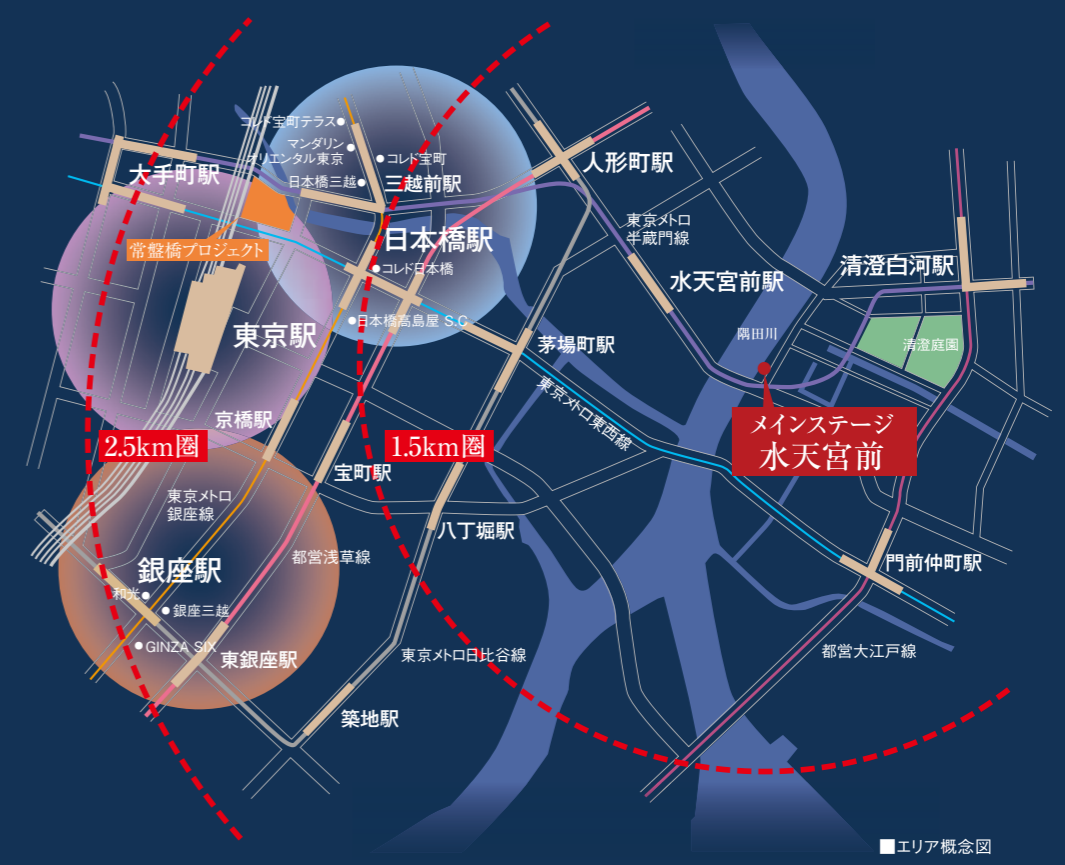 コレド室町テラス
マンダリン
オリエンタル東京
コレド室町
日本橋三越
三越前駅
大手町駅
人形町駅
常盤橋プロジェクト
日本橋駅
コレド日本橋
東京メトロ
半蔵門線
水天宮前駅
清澄白河駅
日本橋髙島屋 S.C
東京駅
茅場町駅
隅田川
清澄庭園
東京メトロ東西線
メインステージ
水天宮前
京橋駅
2.5km圏
1.5km圏
宝町駅
東京メトロ
銀座線
八丁堀駅
都営浅草線
門前仲町駅
銀座駅
和光
銀座三越
GINZA SIX
東銀座駅
東京メトロ日比谷線
都営大江戸線
築地駅
■エリア概念図